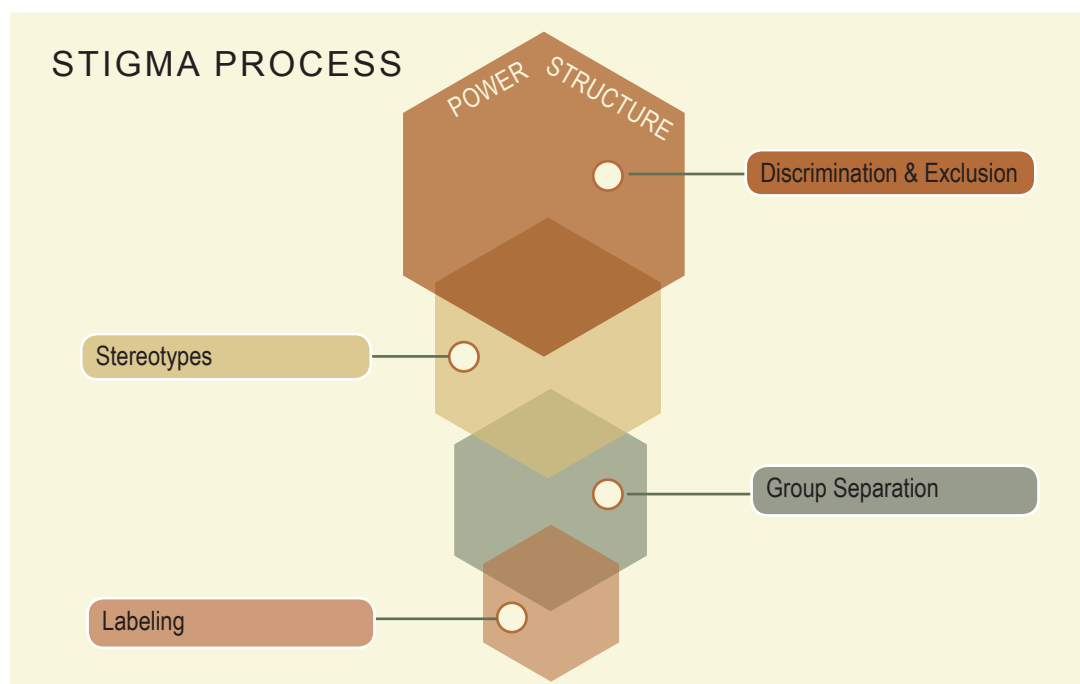 STIGMA PROCESS
POWER STRUCTURE
Discrimination & Exclusion
Stereotypes
Group Separation
Labeling